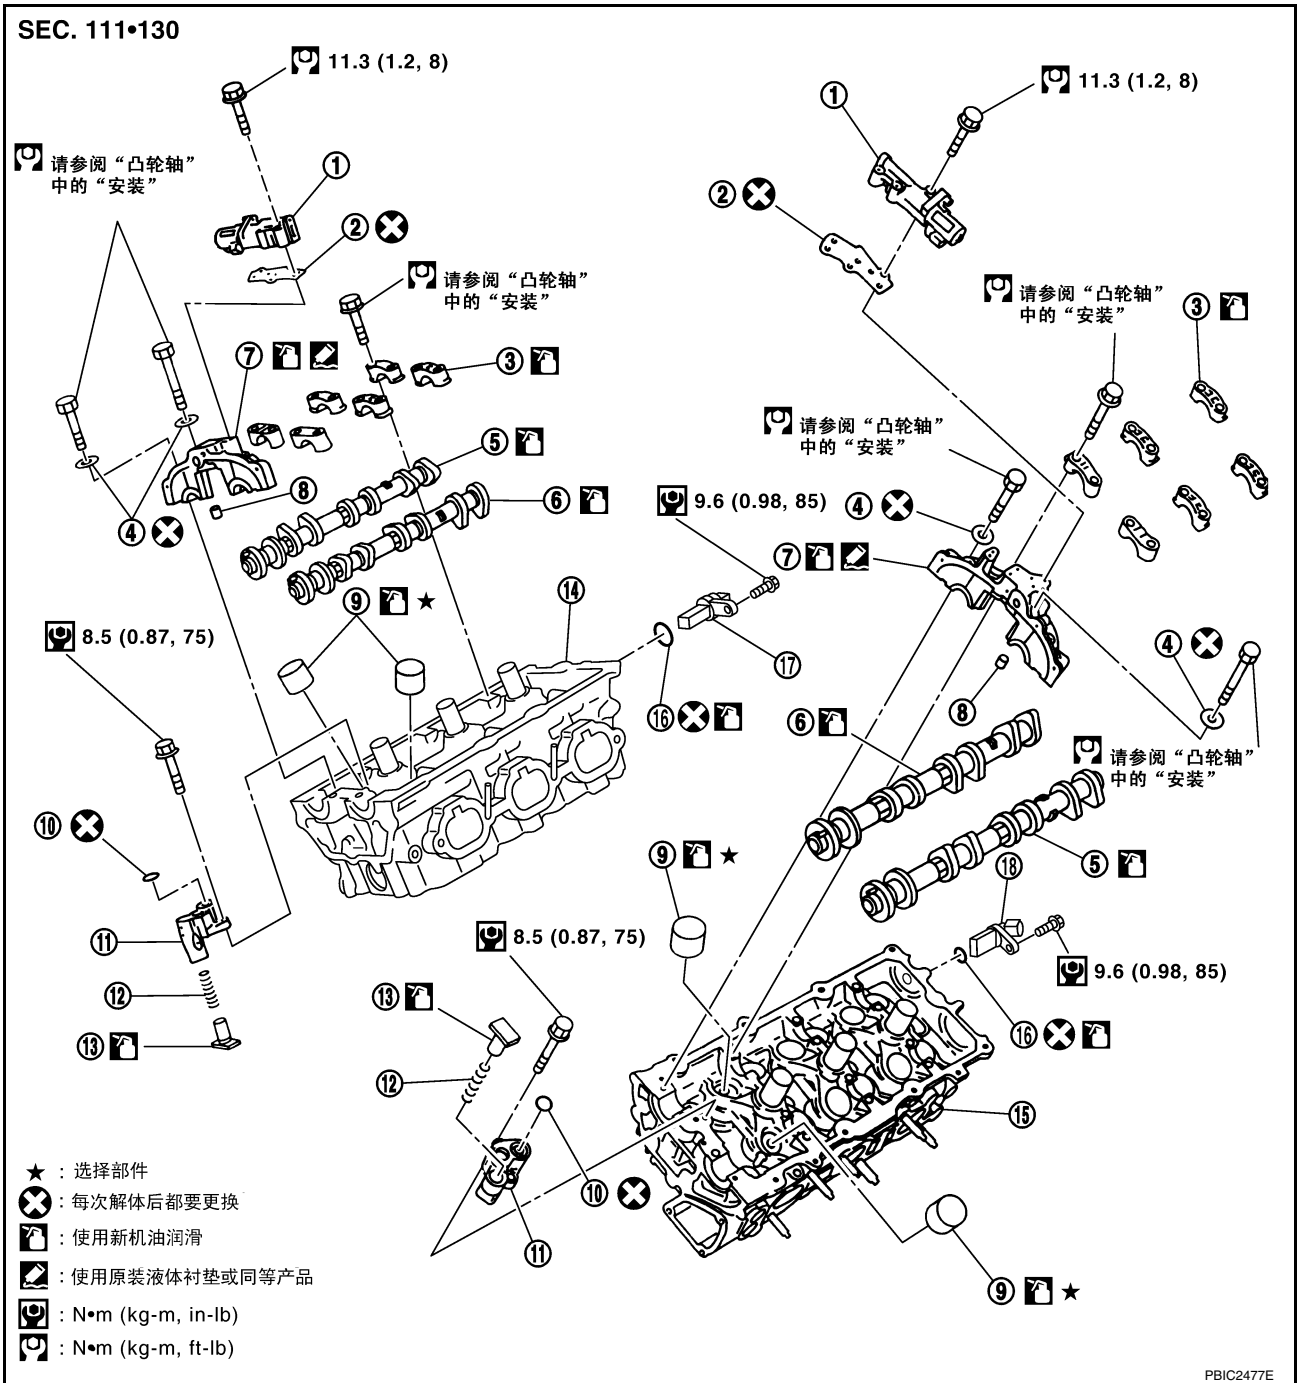 SEC. 111•130
11.3 (1.2, 8)
11.3 (1.2, 8)
①
请参阅“凸轮轴”
中的“安装”
①
②
②
请参阅“凸轮轴”
中的“安装”
请参阅“凸轮轴”
中的“安装”
③
⑦
③
请参阅“凸轮轴”
中的“安装”
⑤
⑧
⑥
9.6 (0.98, 85)
④
④
⑦
⑨ ★
⑭
8.5 (0.87, 75)
⑰
④
⑯
⑥
⑧
请参阅“凸轮轴”
中的“安装”
⑩
⑨ ★
⑤
⑱
⑪
8.5 (0.87, 75)
9.6 (0.98, 85)
⑫
⑬
⑬
⑯
⑫
⑮
⑩
⑪
⑨ ★
★ : 选择部件
: 每次解体后都要更换
: 使用新机油润滑
: 使用原装液体衬垫或同等产品
: N•m (kg-m, in-lb)
: N•m (kg-m, ft-lb)
PBIC2477E